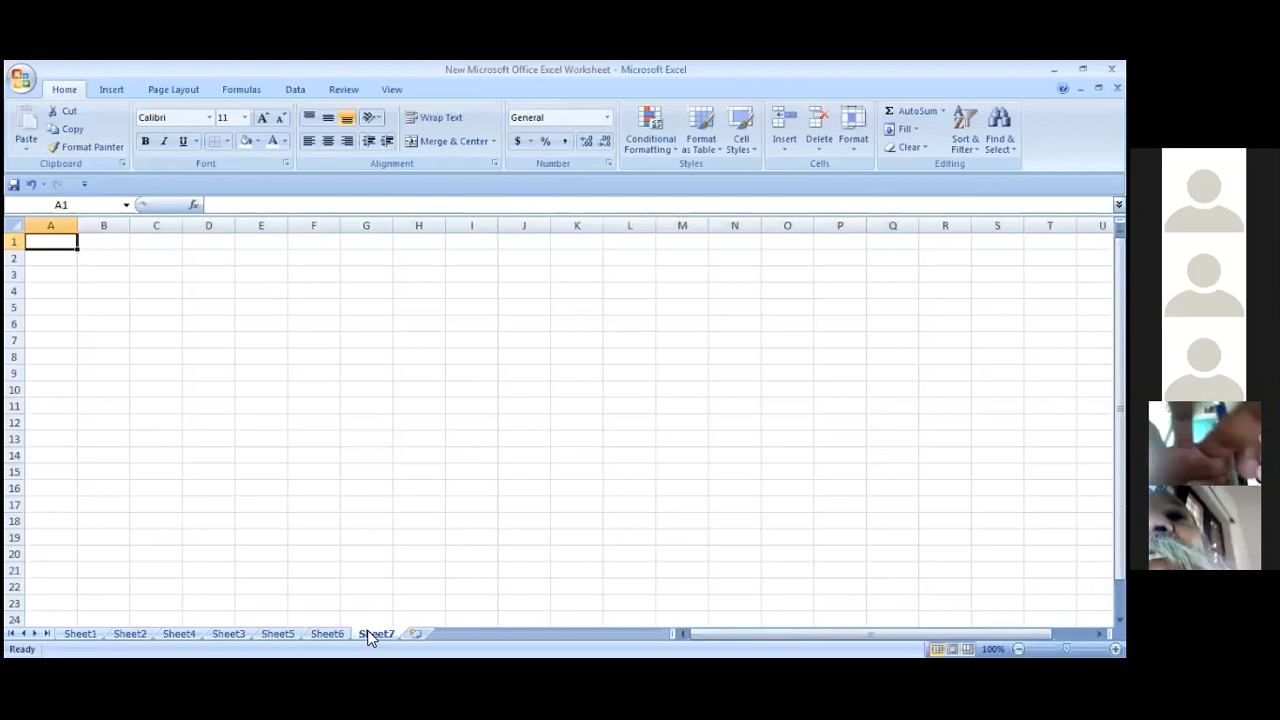 New Microsoft Office Excel Worksheet - Microsoft Excel
Home Insert Page Layout Formulas Data Review View
Cut
Copy
Format Painter
Paste
Clipboard
Calibri 11
B I U
Font
Wrap Text
Merge & Center
Alignment
General
$ % ,
Number
Conditional Formatting
Format as Table
Cell Styles
Styles
Insert Delete Format
Cells
Σ AutoSum
Fill
Clear
Sort & Filter
Find & Select
Editing
A1 fx
A B C D E F G H I J K L M N O P Q R S T U
1
2
3
4
5
6
7
8
9
10
11
12
13
14
15
16
17
18
19
20
21
22
23
24
Sheet1 Sheet2 Sheet4 Sheet3 Sheet5 Sheet6 Sheet7
Ready 100%